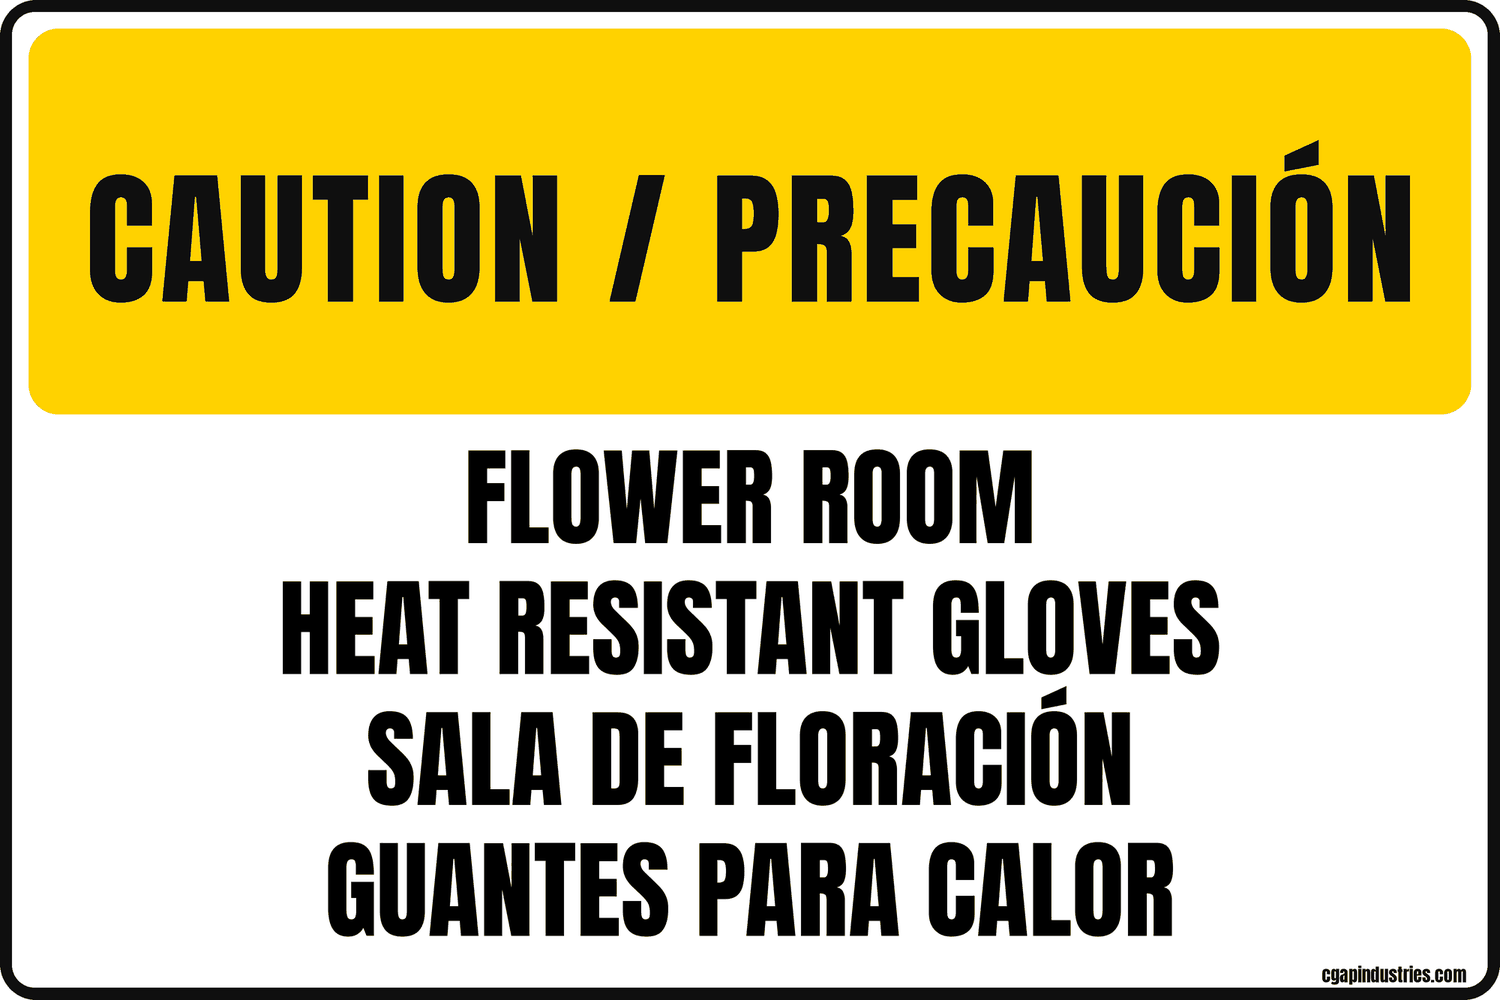 CAUTION / PRECAUCIÓN
FLOWER ROOM
HEAT RESISTANT GLOVES
SALA DE FLORACIÓN
GUANTES PARA CALOR
cgapindustries.com